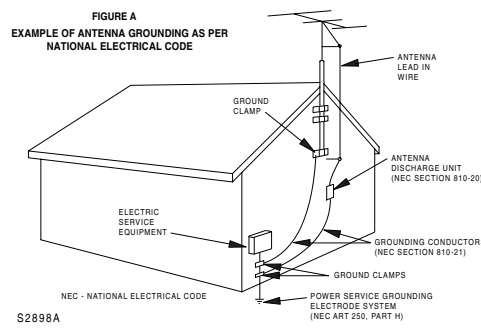 FIGURE A
EXAMPLE OF ANTENNA GROUNDING AS PER
NATIONAL ELECTRICAL CODE
ANTENNA
LEAD IN
WIRE
GROUND
CLAMP
ANTENNA
DISCHARGE UNIT
(NEC SECTION 810-20)
ELECTRIC
SERVICE
EQUIPMENT
GROUNDING CONDUCTOR
(NEC SECTION 810-21)
GROUND CLAMPS
NEC - NATIONAL ELECTRICAL CODE
POWER SERVICE GROUNDING
ELECTRODE SYSTEM
(NEC ART 250, PART H)
S2898A